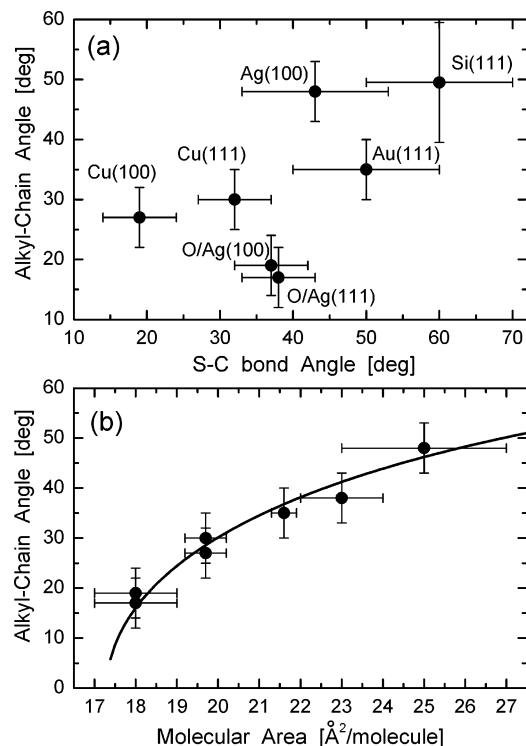 (a)
60
50
40
30
20
10
Alkyl-Chain Angle [deg]
Ag(100)
Si(111)
Cu(111)
Au(111)
Cu(100)
O/Ag(100)
O/Ag(111)
10 20 30 40 50 60 70
S-C bond Angle [deg]
(b)
60
50
40
30
20
10
0
Alkyl-Chain Angle [deg]
17 18 19 20 21 22 23 24 25 26 27
Molecular Area [Å²/molecule]